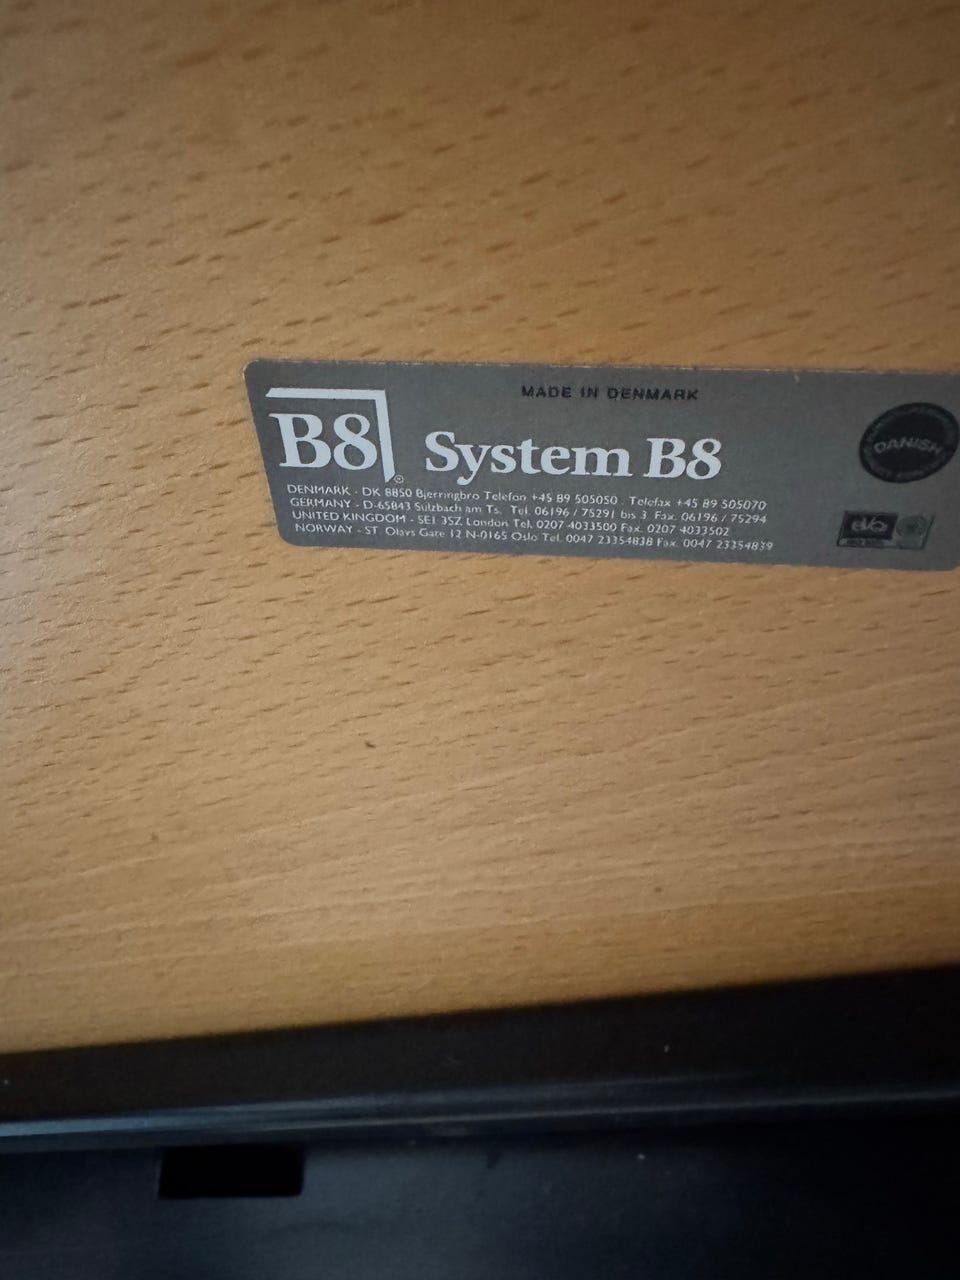 MADE IN DENMARK
B8 ®
System B8
DENMARK - DK 8850 Bjerringbro Telefon +45 89 505050 Telefax +45 89 505070
GERMANY - D-65843 Sulzbach am Ts. Tel. 06196 / 75291 bis 3 Fax. 06196 / 75294
UNITED KINGDOM - SE1 3SZ London Tel. 0207 4033500 Fax. 0207 4033502
NORWAY - ST. Olavs Gate 12 N-0165 Oslo Tel. 0047 23354838 Fax. 0047 23354839
DANISH